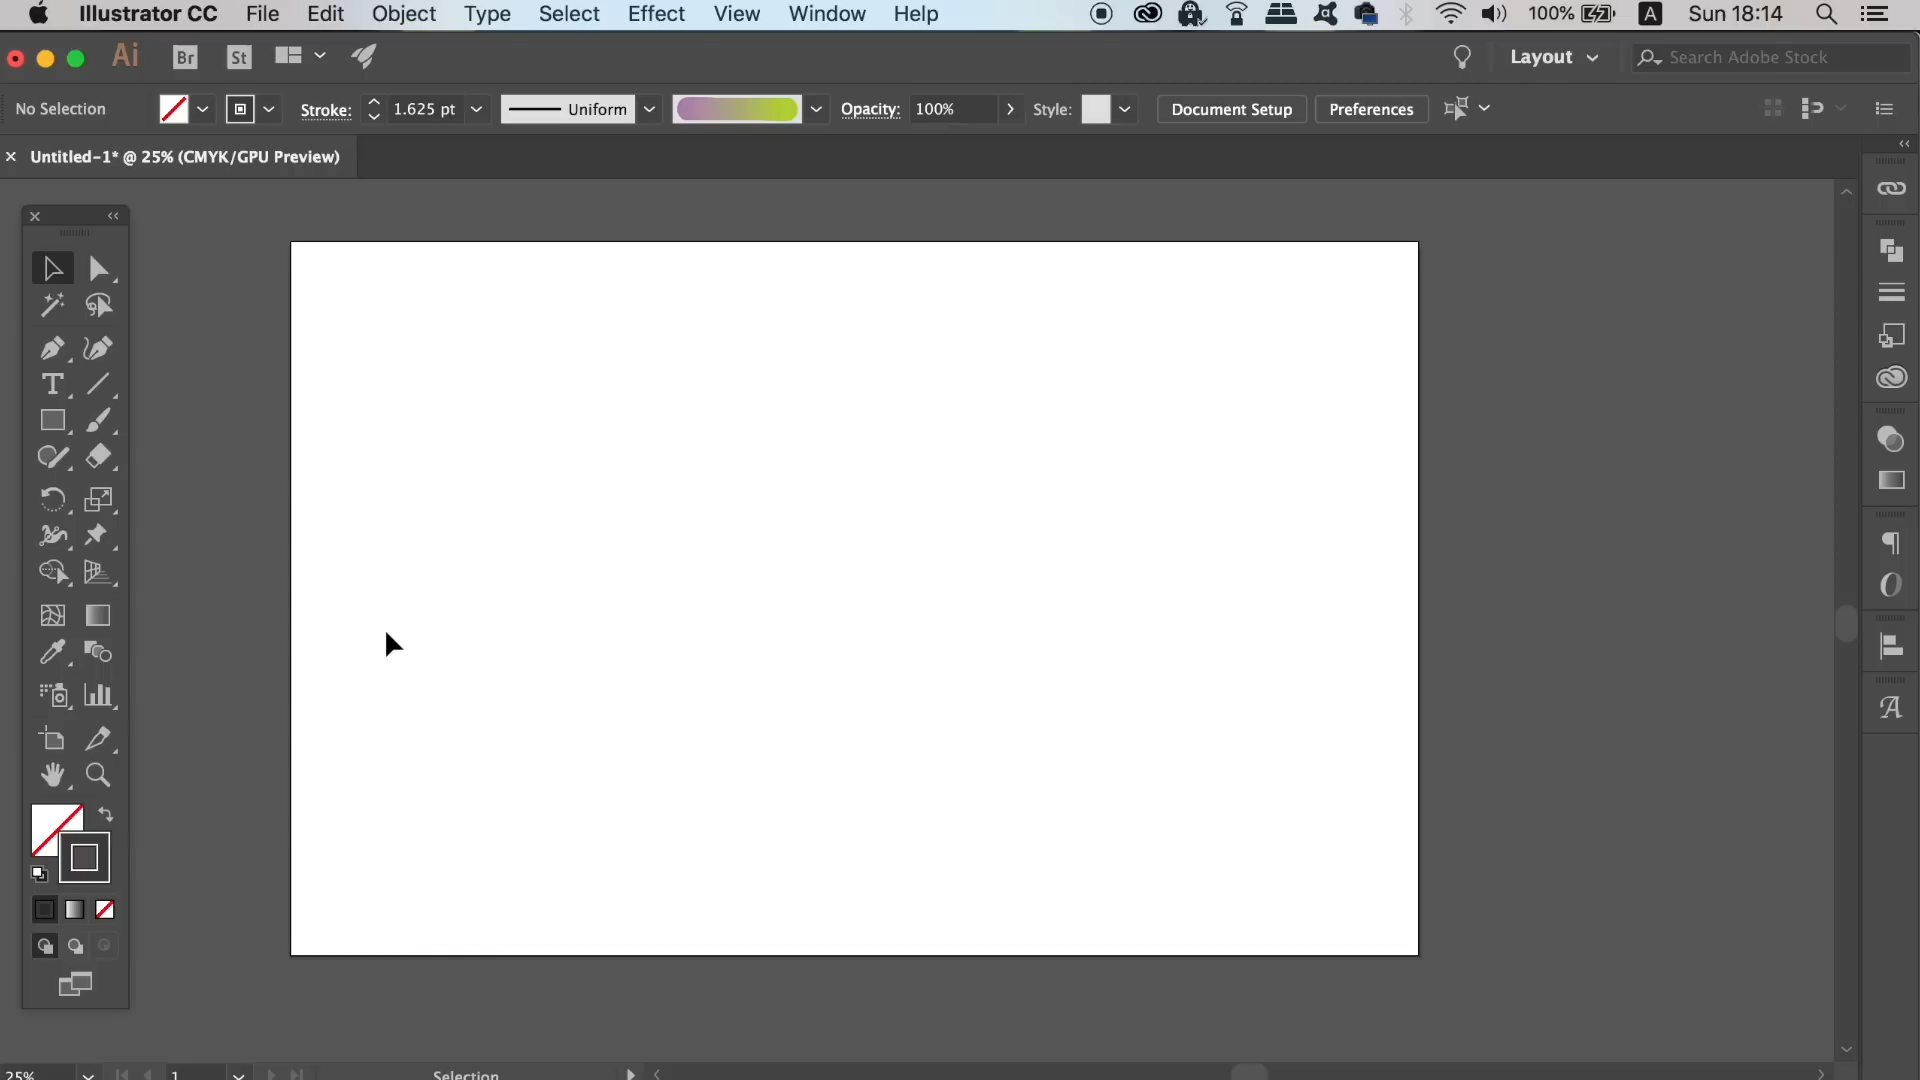 Illustrator CC File Edit Object Type Select Effect View Window Help 100% A Sun 18:14
Ai Br St Layout Search Adobe Stock
No Selection Stroke: 1.625 pt Uniform Opacity: 100% Style: Document Setup Preferences
Untitled-1* @ 25% (CMYK/GPU Preview)
25% 1 Selection